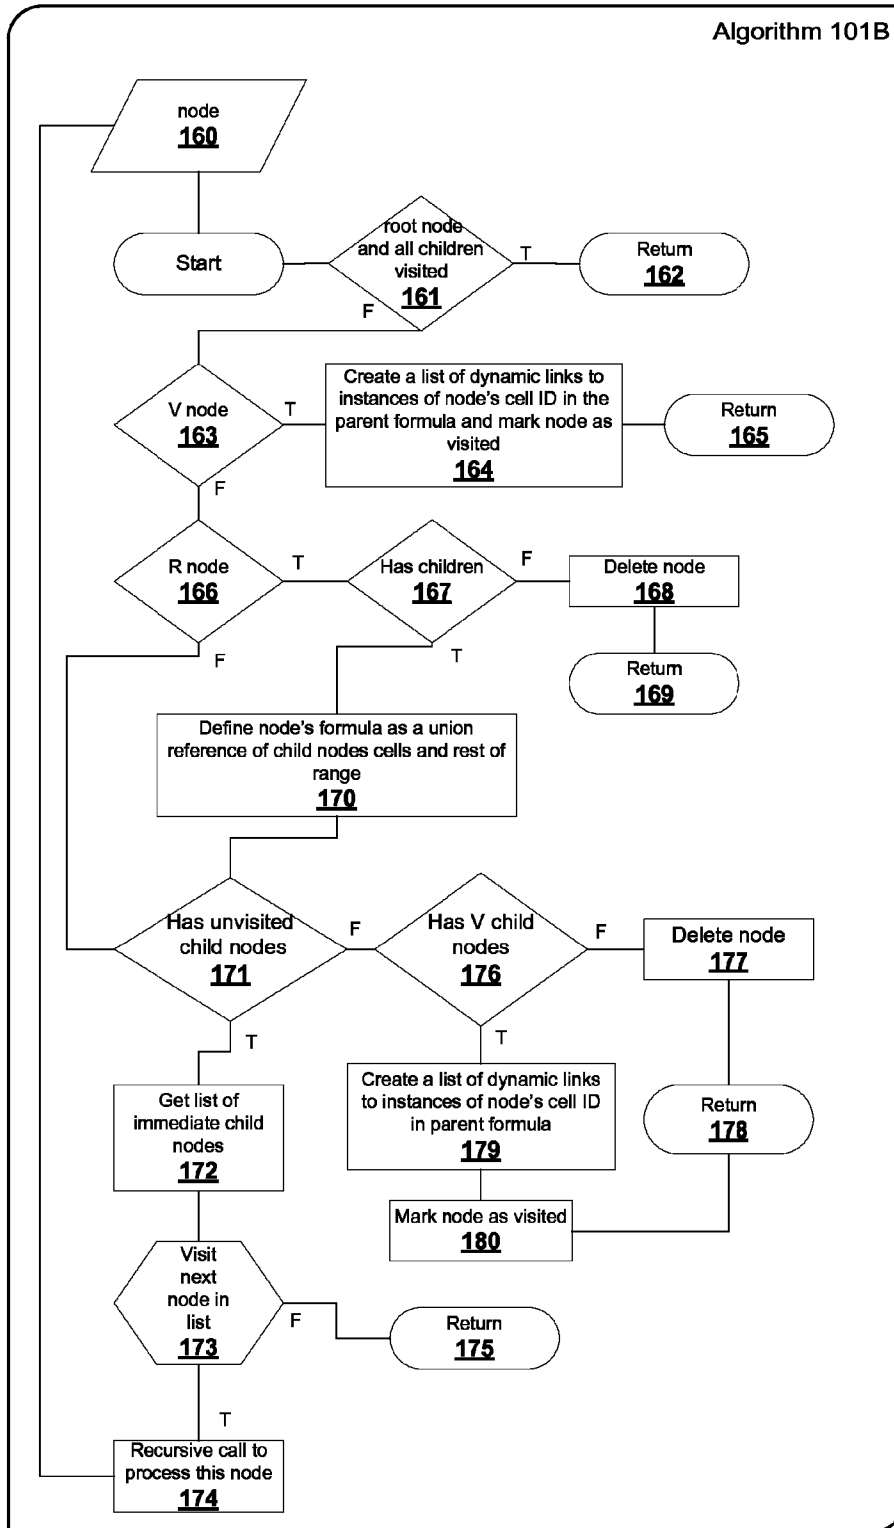 Algorithm 101B
node
160
Start
root node
and all children
visited
161
T
F
Return
162
V node
163
T
F
Create a list of dynamic links to
instances of node's cell ID in the
parent formula and mark node as
visited
164
Return
165
R node
166
T
F
Has children
167
F
T
Delete node
168
Return
169
Define node's formula as a union
reference of child nodes cells and rest of
range
170
Has unvisited
child nodes
171
F
T
Has V child
nodes
176
F
T
Delete node
177
Get list of
immediate child
nodes
172
Create a list of dynamic links
to instances of node's cell ID
in parent formula
179
Return
178
Mark node as visited
180
Visit
next
node in
list
173
F
T
Return
175
Recursive call to
process this node
174